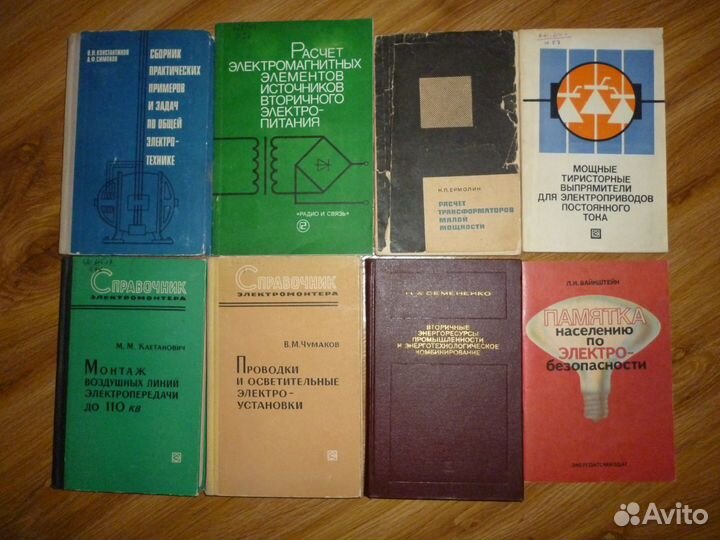 В.И. КОНСТАНТИНОВ
А.Ф. СИМОНОВ
СБОРНИК
ПРАКТИЧЕСКИХ
ПРИМЕРОВ
И ЗАДАЧ
ПО ОБЩЕЙ
ЭЛЕКТРО-
ТЕХНИКЕ
РАСЧЕТ
ЭЛЕКТРОМАГНИТНЫХ
ЭЛЕМЕНТОВ
ИСТОЧНИКОВ
ВТОРИЧНОГО
ЭЛЕКТРО-
ПИТАНИЯ
«РАДИО И СВЯЗЬ»
Н.П. ЕРМОЛИН
РАСЧЕТ
ТРАНСФОРМАТОРОВ
МАЛОЙ
МОЩНОСТИ
МОЩНЫЕ
ТИРИСТОРНЫЕ
ВЫПРЯМИТЕЛИ
ДЛЯ ЭЛЕКТРОПРИВОДОВ
ПОСТОЯННОГО
ТОКА
СПРАВОЧНИК
ЭЛЕКТРОМОНТЕРА
М. М. КАЕТАНОВИЧ
МОНТАЖ
ВОЗДУШНЫХ ЛИНИЙ
ЭЛЕКТРОПЕРЕДАЧИ
ДО 110 КВ
СПРАВОЧНИК
ЭЛЕКТРОМОНТЕРА
В. М. ЧУМАКОВ
ПРОВОДКИ
И ОСВЕТИТЕЛЬНЫЕ
ЭЛЕКТРО-
УСТАНОВКИ
СЕМЕНЕНКО
ВТОРИЧНЫЕ
ЭНЕРГОРЕСУРСЫ
ПРОМЫШЛЕННОСТИ
И ЭНЕРГОТЕХНОЛОГИЧЕСКОЕ
КОМБИНИРОВАНИЕ
Л.И. ВАЙНШТЕЙН
ПАМЯТКА
НАСЕЛЕНИЮ
ПО
ЭЛЕКТРО-
БЕЗОПАСНОСТИ
ЭНЕРГОАТОМИЗДАТ
Avito